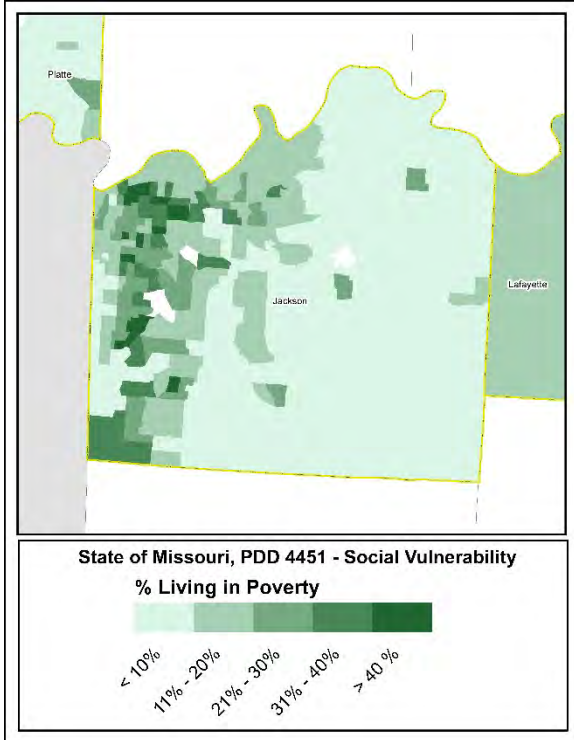 Platte
Lafayette
Jackson
State of Missouri, PDD 4451 - Social Vulnerability
% Living in Poverty
< 10%
11% - 20%
21% - 30%
31% - 40%
> 40 %